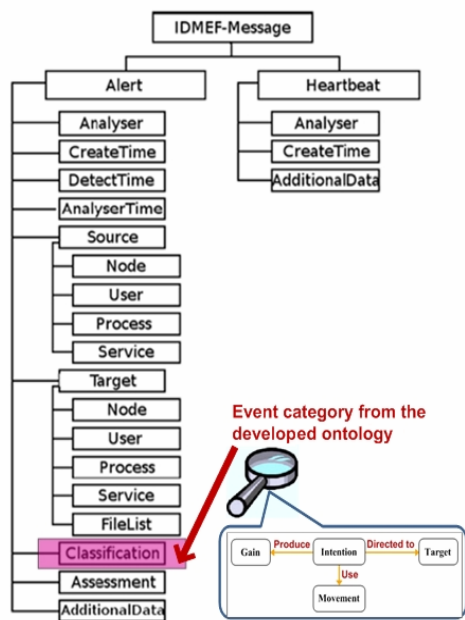 IDMEF-Message
Alert
Heartbeat
Analyser
CreateTime
DetectTime
AnalyserTime
Source
Node
User
Process
Service
Target
Node
User
Process
Service
FileList
Classification
Assessment
AdditionalData
Analyser
CreateTime
AdditionalData
Event category from the
developed ontology
Gain
Produce
Intention
Directed to
Target
Use
Movement